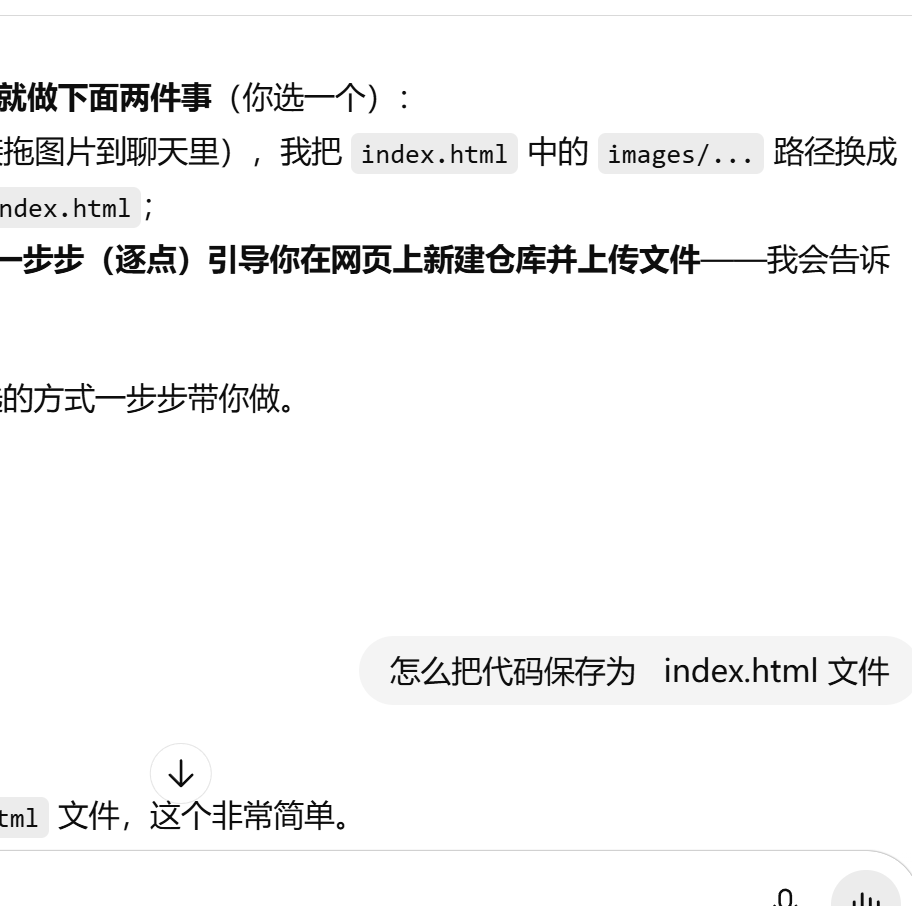 就做下面两件事（你选一个）：
拖图片到聊天里），我把 index.html 中的 images/... 路径换成
ndex.html；
一步步（逐点）引导你在网页上新建仓库并上传文件——我会告诉
的方式一步步带你做。
怎么把代码保存为 index.html 文件
tml 文件，这个非常简单。